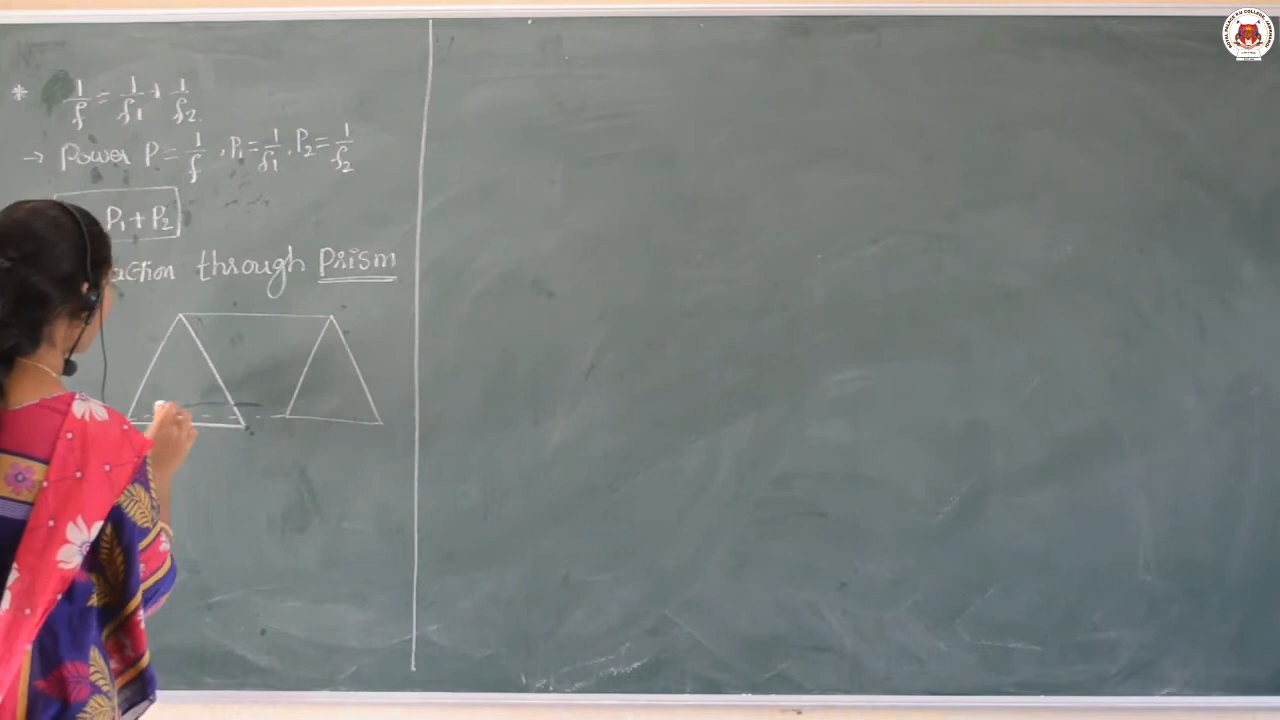 * 1/f = 1/f1 + 1/f2.
→ Power P = 1/f , P1 = 1/f1 , P2 = 1/f2
P1 + P2
action through Prism